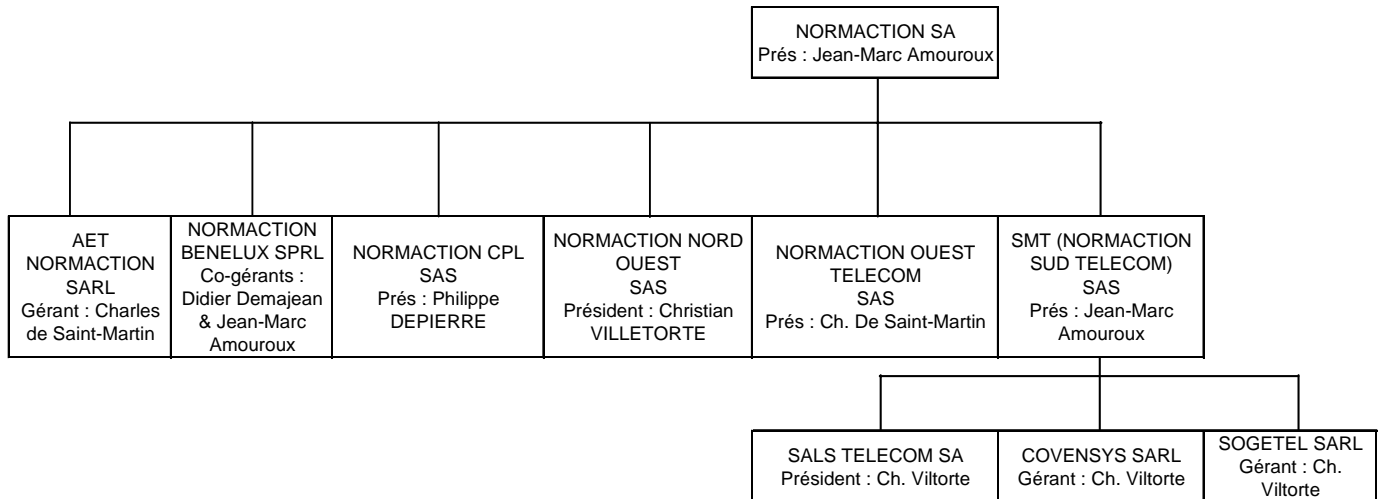 NORMACTION SA
Prés : Jean-Marc Amouroux
AET
NORMACTION
SARL
Gérant : Charles
de Saint-Martin
NORMACTION
BENELUX SPRL
Co-gérants :
Didier Demajean
& Jean-Marc
Amouroux
NORMACTION CPL
SAS
Prés : Philippe
DEPIERRE
NORMACTION NORD
OUEST
SAS
Président : Christian
VILLETORTE
NORMACTION OUEST
TELECOM
SAS
Prés : Ch. De Saint-Martin
SMT (NORMACTION
SUD TELECOM)
SAS
Prés : Jean-Marc
Amouroux
SALS TELECOM SA
Président : Ch. Viltorte
COVENSYS SARL
Gérant : Ch. Viltorte
SOGETEL SARL
Gérant : Ch.
Viltorte